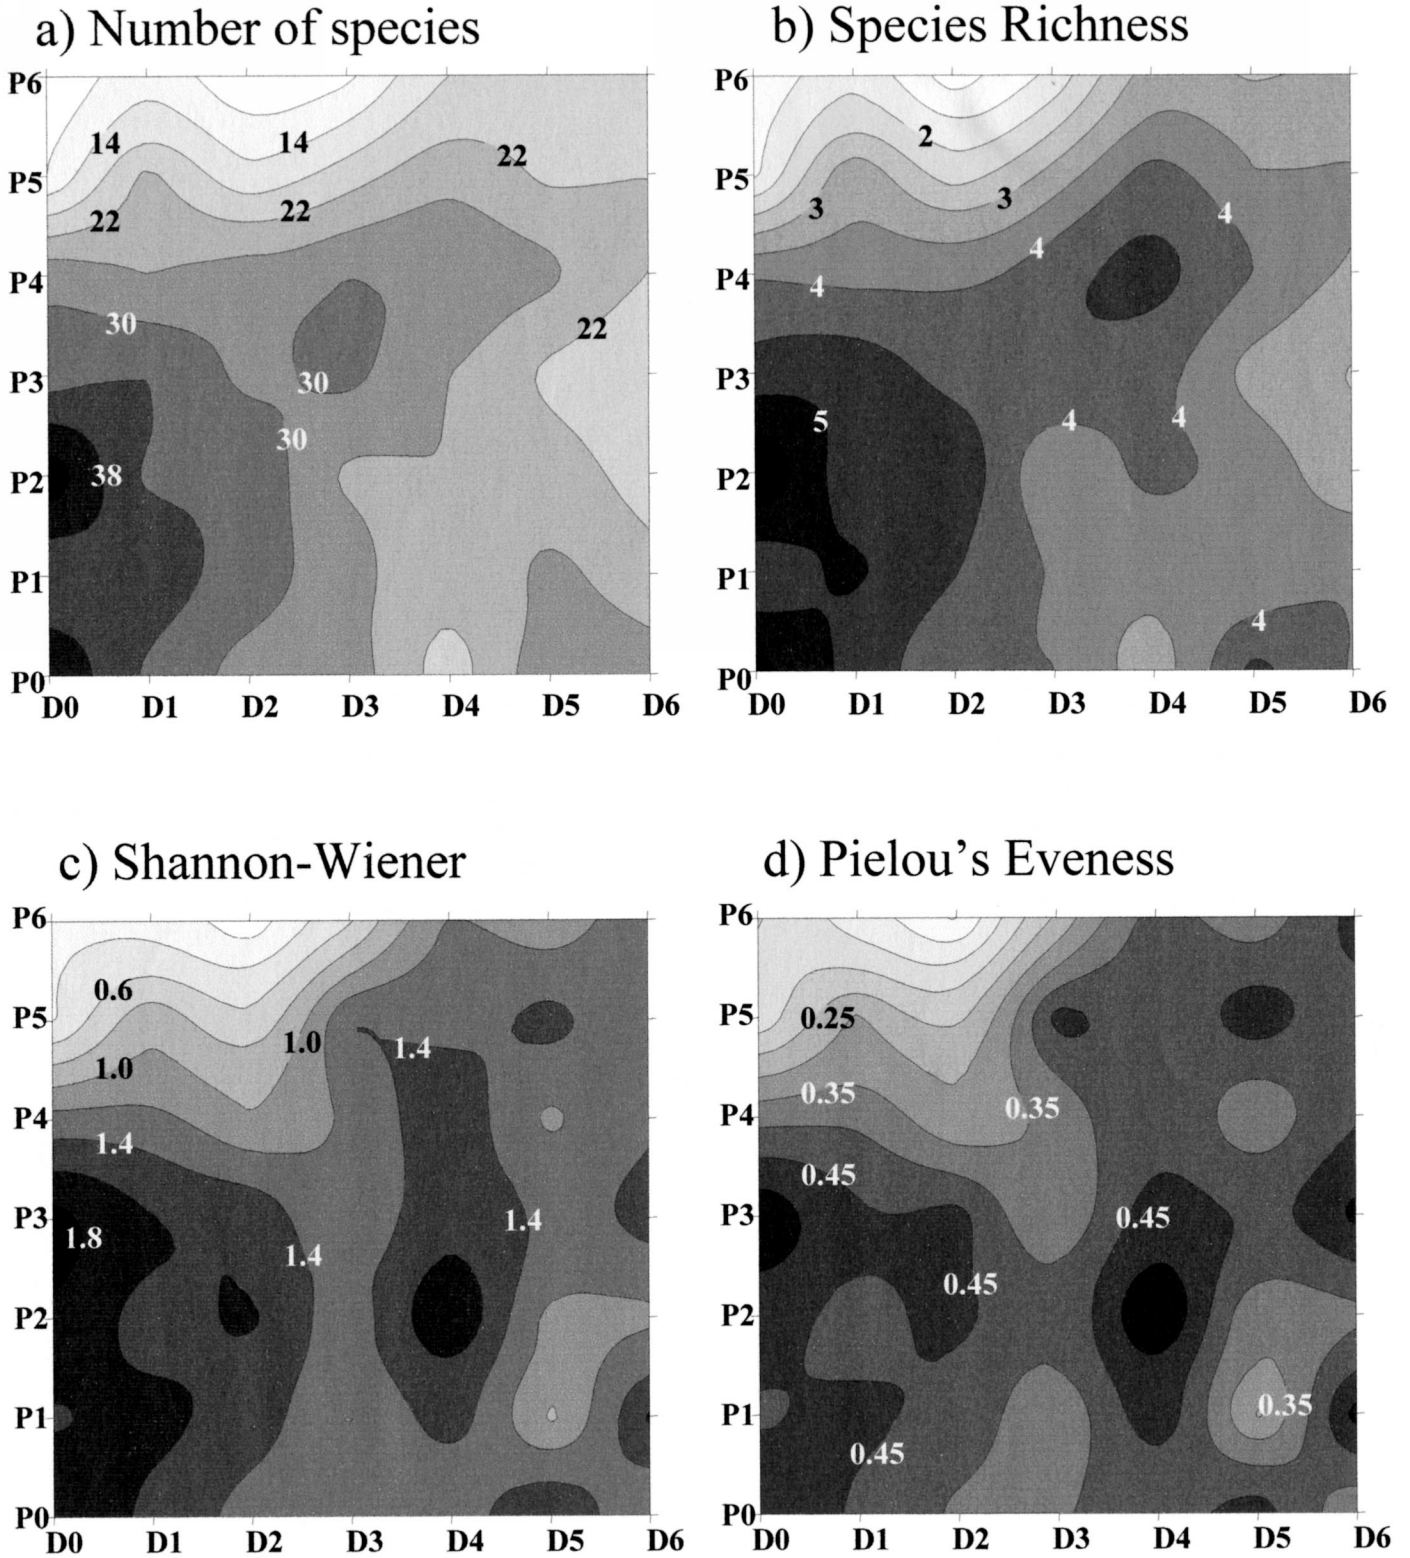 a) Number of species
b) Species Richness
P6
14
14
22
P5
22
22
P4
30
22
P3
30
30
38
P2
P1
P0
D0 D1 D2 D3 D4 D5 D6
P6
2
P5
3
3
4
4
P4
4
P3
5
4
4
P2
P1
4
P0
D0 D1 D2 D3 D4 D5 D6
c) Shannon-Wiener
d) Pielou’s Eveness
P6
0.6
P5
1.0
1.4
1.0
P4
1.4
P3
1.8
1.4
1.4
P2
P1
P0
D0 D1 D2 D3 D4 D5 D6
P6
P5
0.25
0.35
0.35
P4
0.45
P3
0.45
0.45
P2
P1
0.35
0.45
P0
D0 D1 D2 D3 D4 D5 D6